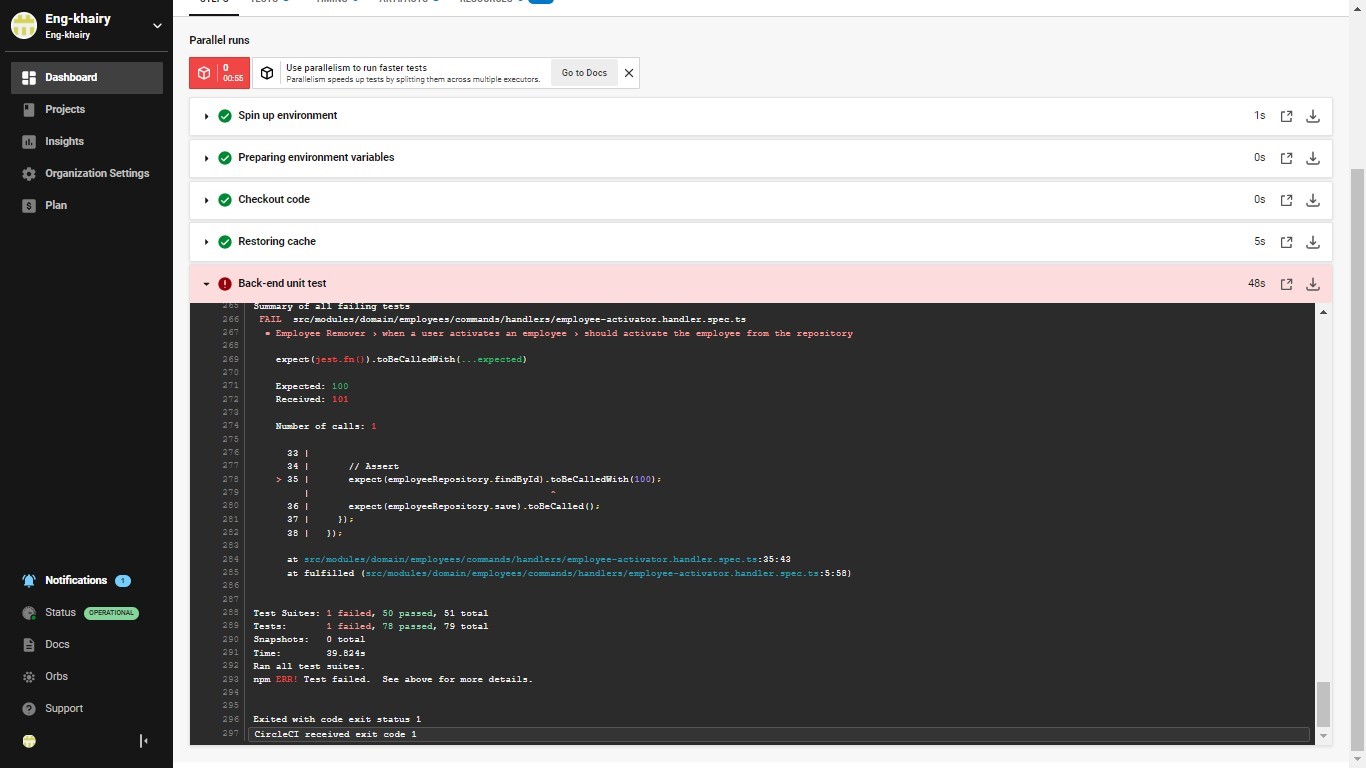 Eng-khairy
Eng-khairy
Dashboard
Projects
Insights
Organization Settings
Plan
Notifications 1
Status OPERATIONAL
Docs
Orbs
Support
STEPS TESTS TIMING ARTIFACTS RESOURCES
Parallel runs
0
00:55
Use parallelism to run faster tests
Parallelism speeds up tests by splitting them across multiple executors.
Go to Docs
Spin up environment 1s
Preparing environment variables 0s
Checkout code 0s
Restoring cache 5s
Back-end unit test 48s
265 Summary of all failing tests
266 FAIL src/modules/domain/employees/commands/handlers/employee-activator.handler.spec.ts
267 ● Employee Remover › when a user activates an employee › should activate the employee from the repository
268
269 expect(jest.fn()).toBeCalledWith(...expected)
270
271 Expected: 100
272 Received: 101
273
274 Number of calls: 1
275
276 33 |
277 34 | // Assert
278 > 35 | expect(employeeRepository.findById).toBeCalledWith(100);
279 | ^
280 36 | expect(employeeRepository.save).toBeCalled();
281 37 | });
282 38 | });
283
284 at src/modules/domain/employees/commands/handlers/employee-activator.handler.spec.ts:35:43
285 at fulfilled (src/modules/domain/employees/commands/handlers/employee-activator.handler.spec.ts:5:58)
286
287
288 Test Suites: 1 failed, 50 passed, 51 total
289 Tests: 1 failed, 78 passed, 79 total
290 Snapshots: 0 total
291 Time: 39.824s
292 Ran all test suites.
293 npm ERR! Test failed. See above for more details.
294
295
296 Exited with code exit status 1
297 CircleCI received exit code 1